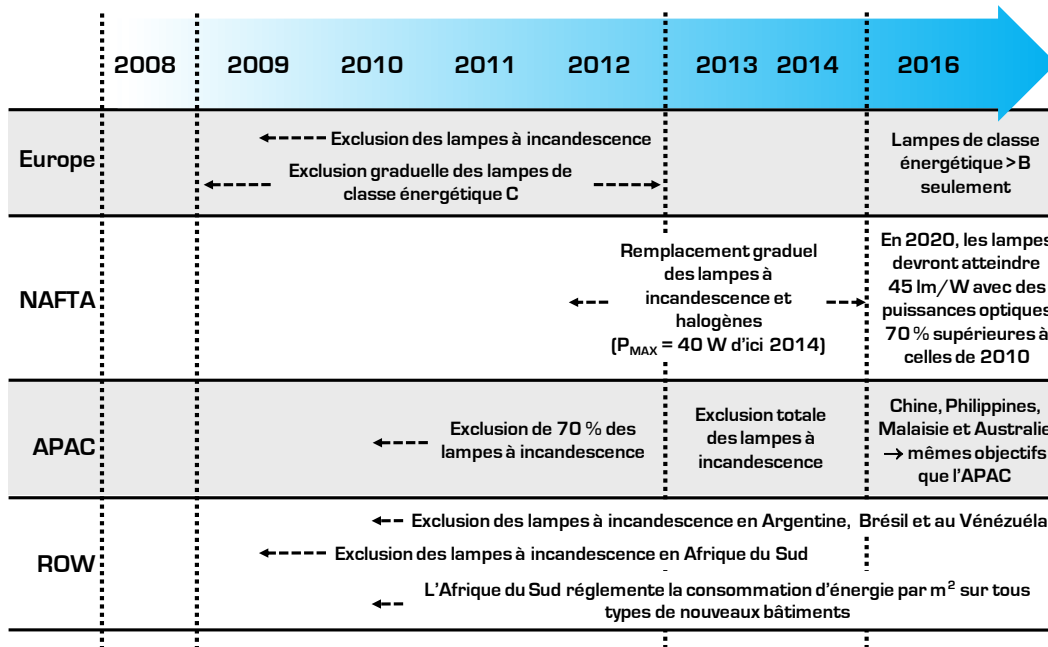 2008 2009 2010 2011 2012 2013 2014 2016
Europe
Exclusion des lampes à incandescence
Exclusion graduelle des lampes de
classe énergétique C
Lampes de classe
énergétique >B
seulement
NAFTA
Remplacement graduel
des lampes à
incandescence et
halogènes
(PMAX = 40 W d’ici 2014)
En 2020, les lampes
devront atteindre
45 lm/W avec des
puissances optiques
70 % supérieures à
celles de 2010
APAC
Exclusion de 70 % des
lampes à incandescence
Exclusion totale
des lampes à
incandescence
Chine, Philippines,
Malaisie et Australie
→ mêmes objectifs
que l’APAC
ROW
Exclusion des lampes à incandescence en Argentine, Brésil et au Vénézuéla
Exclusion des lampes à incandescence en Afrique du Sud
L’Afrique du Sud réglemente la consommation d’énergie par m² sur tous
types de nouveaux bâtiments